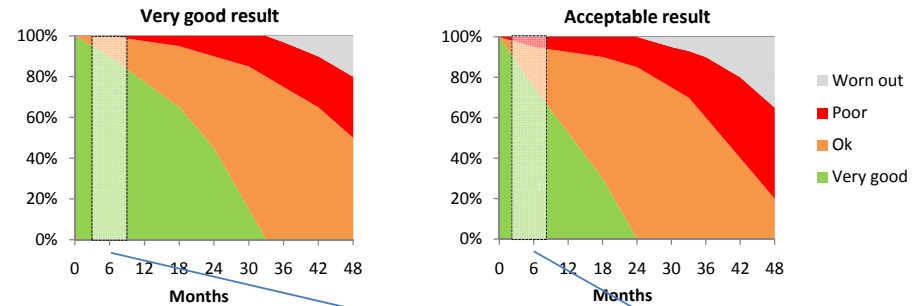 Very good result
100%
80%
60%
40%
20%
0%
0 6 12 18 24 30 36 42 48
Months
Acceptable result
100%
80%
60%
40%
20%
0%
0 6 12 18 24 30 36 42 48
Months
Worn out
Poor
Ok
Very good